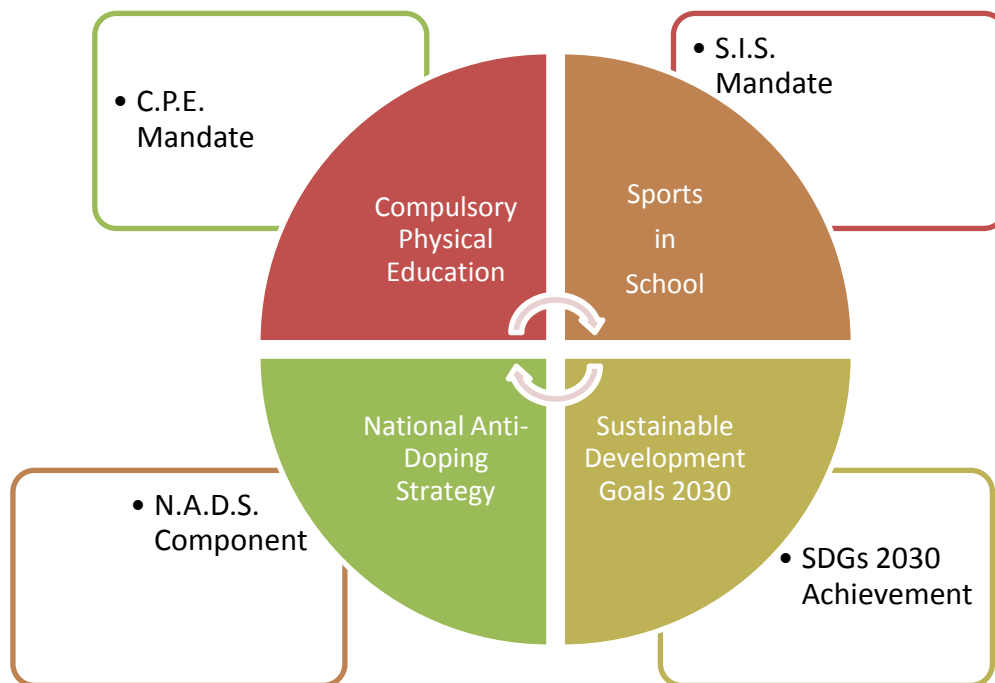 • C.P.E.
Mandate
• S.I.S.
Mandate
Compulsory
Physical
Education
Sports
in
School
National Anti-
Doping
Strategy
Sustainable
Development
Goals 2030
• N.A.D.S.
Component
• SDGs 2030
Achievement